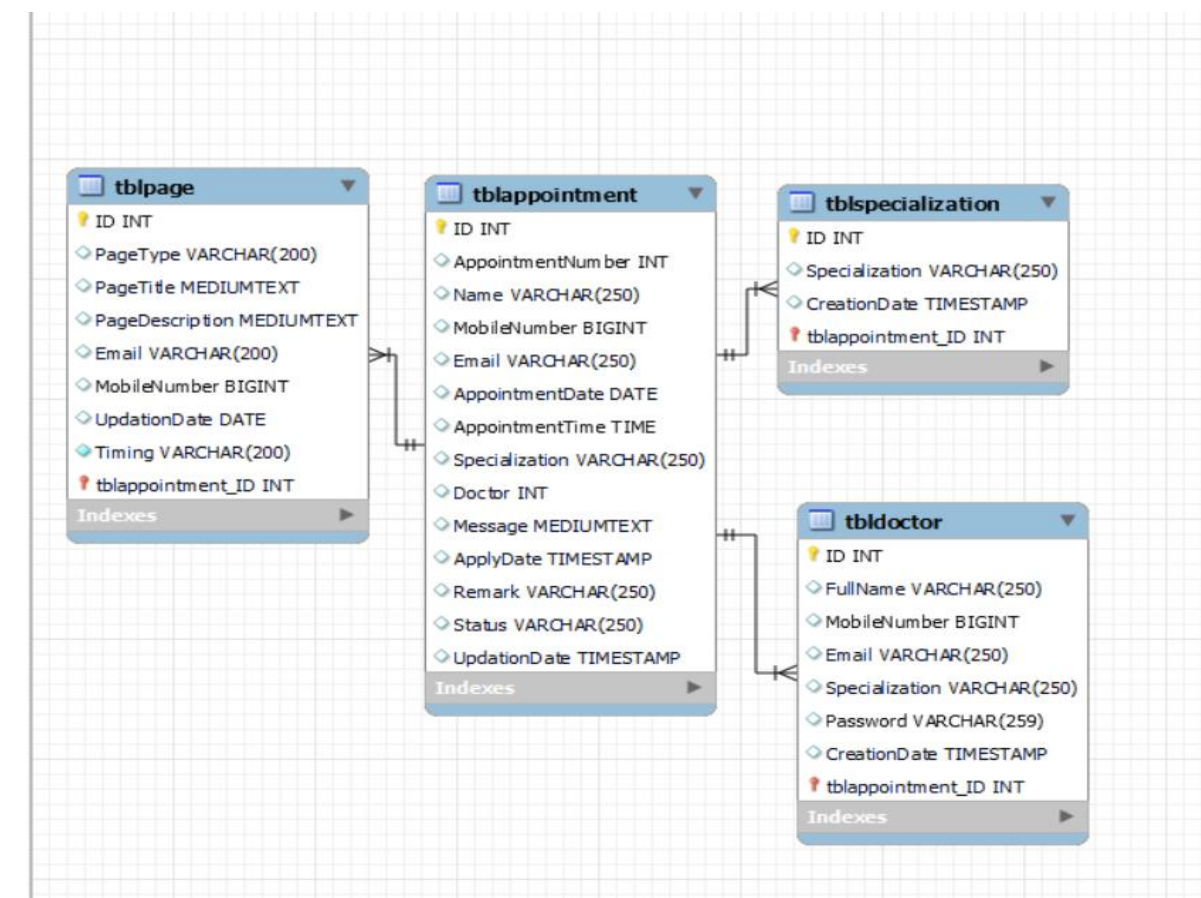 tblpage
ID INT
PageType VARCHAR(200)
PageTitle MEDIUMTEXT
PageDescription MEDIUMTEXT
Email VARCHAR(200)
MobileNumber BIGINT
UpdationDate DATE
Timing VARCHAR(200)
tblappointment_ID INT
Indexes
tblappointment
ID INT
AppointmentNumber INT
Name VARCHAR(250)
MobileNumber BIGINT
Email VARCHAR(250)
AppointmentDate DATE
AppointmentTime TIME
Specialization VARCHAR(250)
Doctor INT
Message MEDIUMTEXT
ApplyDate TIMESTAMP
Remark VARCHAR(250)
Status VARCHAR(250)
UpdationDate TIMESTAMP
Indexes
tblspecialization
ID INT
Specialization VARCHAR(250)
CreationDate TIMESTAMP
tblappointment_ID INT
Indexes
tbldoctor
ID INT
FullName VARCHAR(250)
MobileNumber BIGINT
Email VARCHAR(250)
Specialization VARCHAR(250)
Password VARCHAR(259)
CreationDate TIMESTAMP
tblappointment_ID INT
Indexes